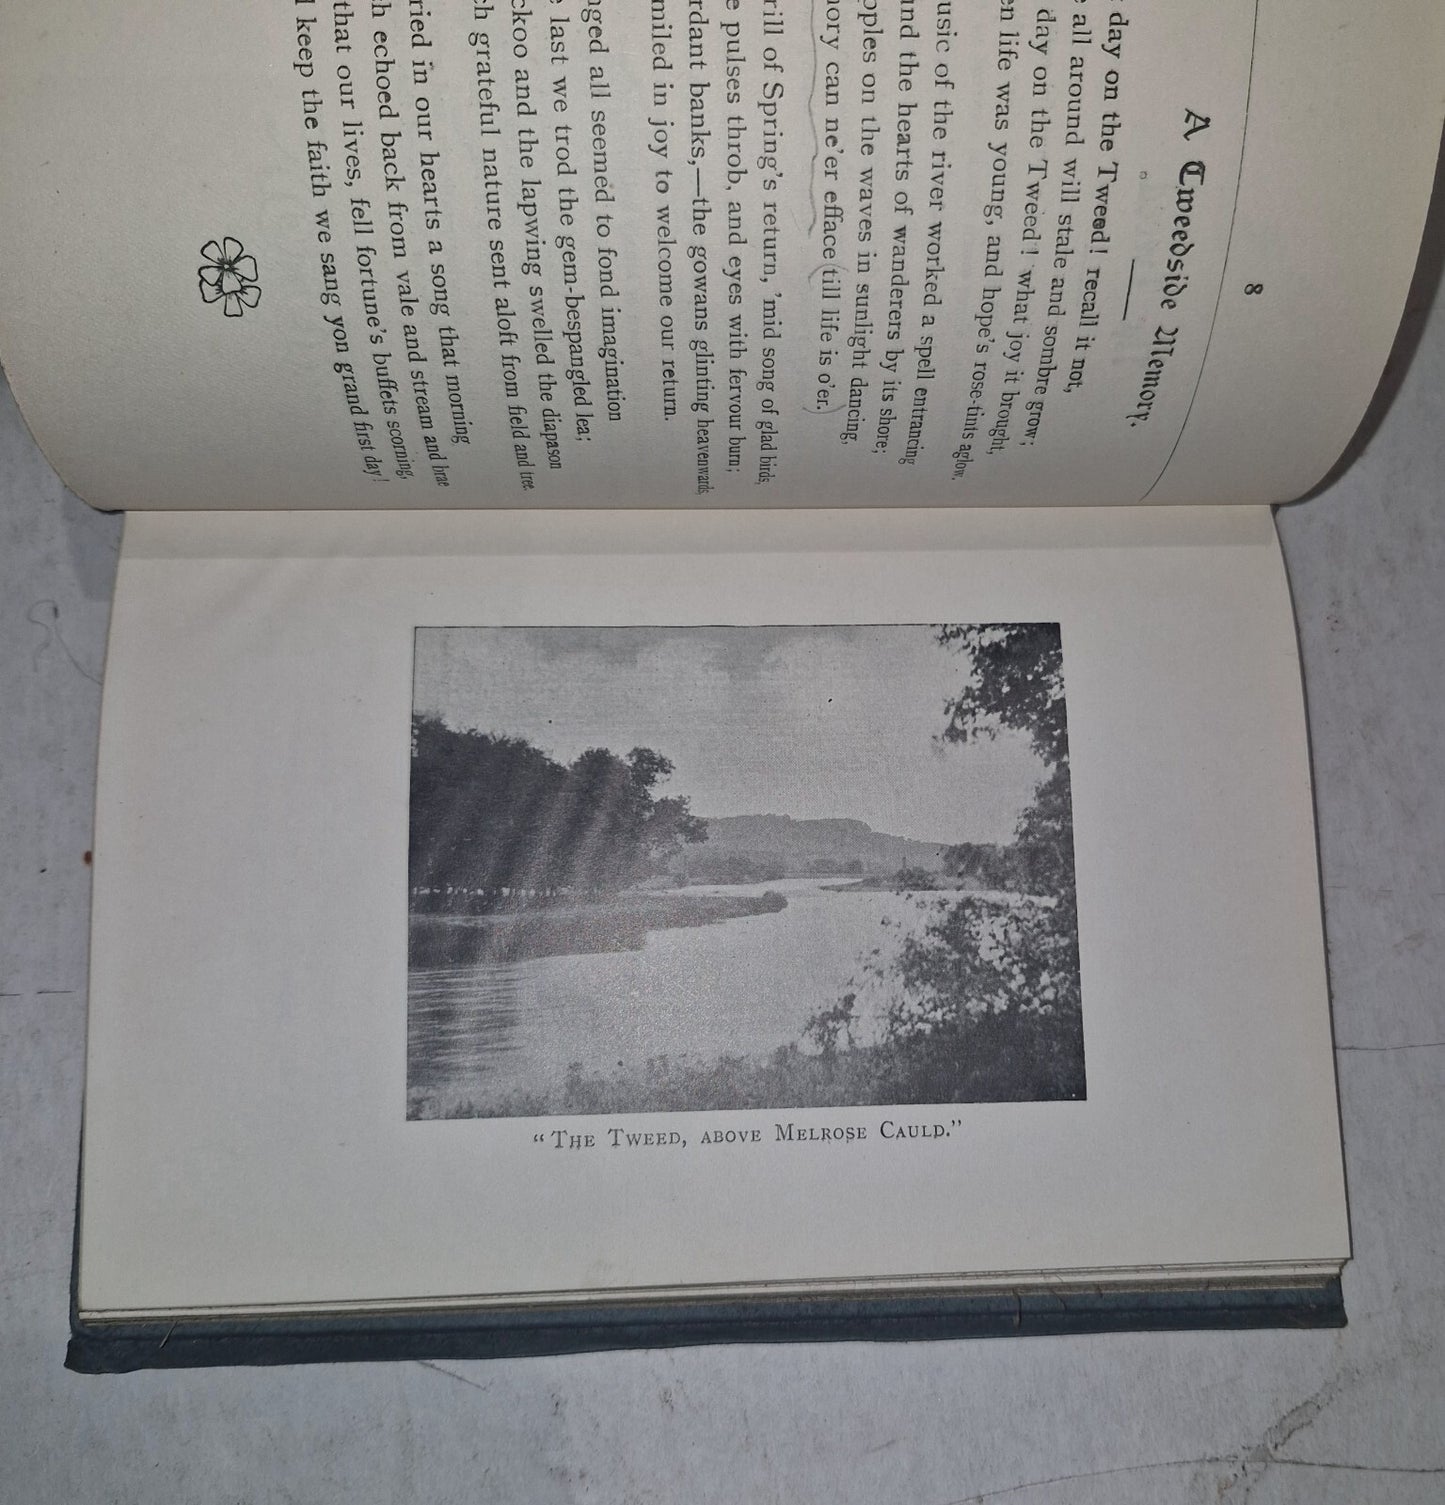 8
A Tweedside Memory.
day on the Tweed! recall it not,
all around will stale and sombre grow;
day on the Tweed! what joy it brought,
en life was young, and hope's rose-tints aglow.
usic of the river worked a spell entrancing
and the hearts of wanderers by its shore;
pples on the waves in sunlight dancing,
mory can ne'er efface (till life is o'er.)
rill of Spring's return, 'mid song of glad birds,
e pulses throb, and eyes with fervour burn;
rdant banks,—the gowans glinting heavenwards,
miled in joy to welcome our return.
nged all seemed to fond imagination
e last we trod the gem-bespangled lea;
ckoo and the lapwing swelled the diapason
ch grateful nature sent aloft from field and tree.
ried in our hearts a song that morning
ch echoed back from vale and stream and brae
that our lives, fell fortune's buffets scorning,
l keep the faith we sang yon grand first day!
"The Tweed, above Melrose Cauld."